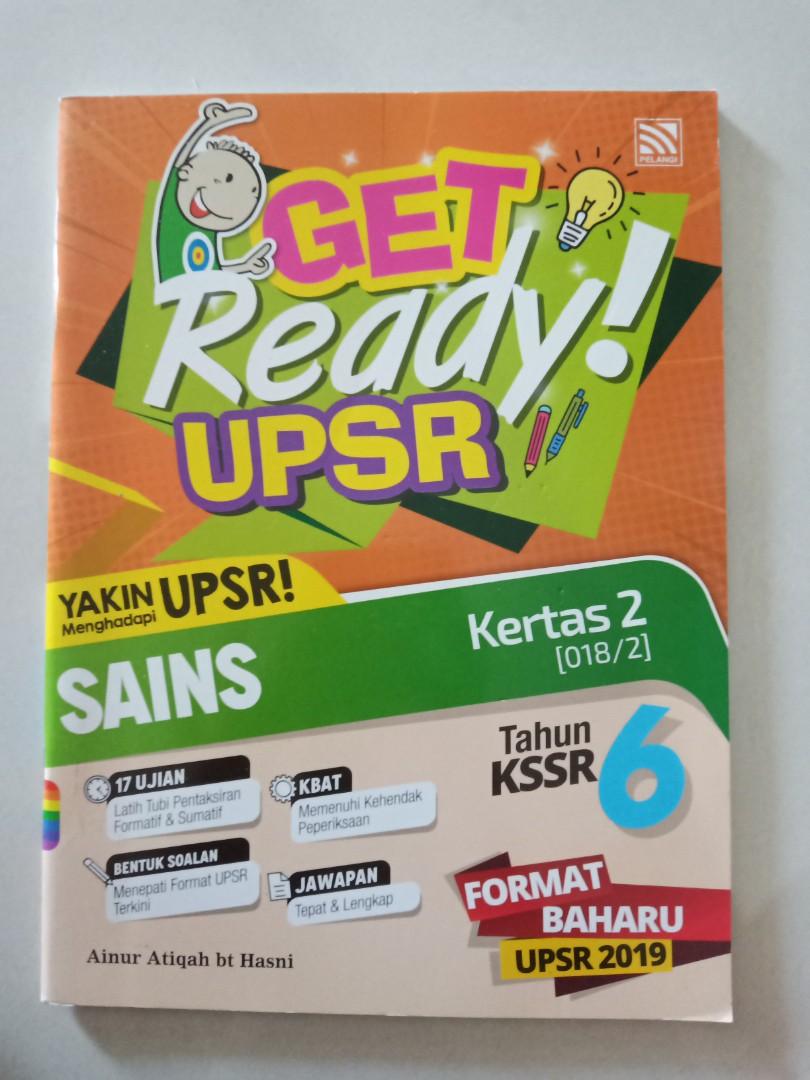 PELANGI
GET
Ready!
UPSR
YAKIN
Menghadapi
UPSR!
SAINS
Kertas 2
[018/2]
Tahun
KSSR
6
17 UJIAN
Latih Tubi Pentaksiran
Formatif & Sumatif
KBAT
Memenuhi Kehendak
Peperiksaan
BENTUK SOALAN
Menepati Format UPSR
Terkini
JAWAPAN
Tepat & Lengkap
FORMAT
BAHARU
UPSR 2019
Ainur Atiqah bt Hasni